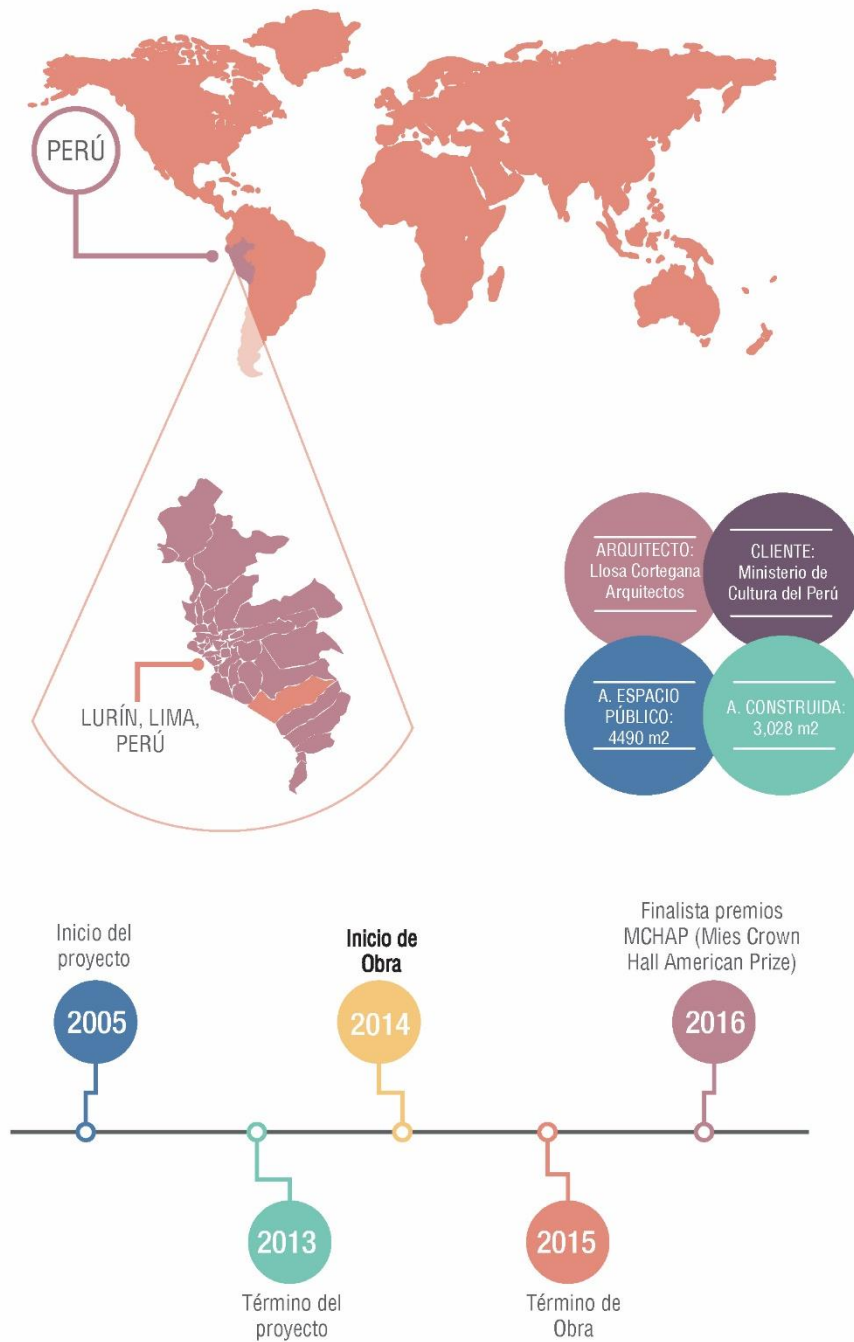 PERÚ
ARQUITECTO:
Llosa Cortegana
Arquitectos
CLIENTE:
Ministerio de
Cultura del Perú
LURÍN, LIMA,
PERÚ
A. ESPACIO
PÚBLICO:
4490 m2
A. CONSTRUIDA:
3,028 m2
Inicio del
proyecto
2005
Inicio de
Obra
2014
Finalista premios
MCHAP (Mies Crown
Hall American Prize)
2016
2013
Término del
proyecto
2015
Término de
Obra